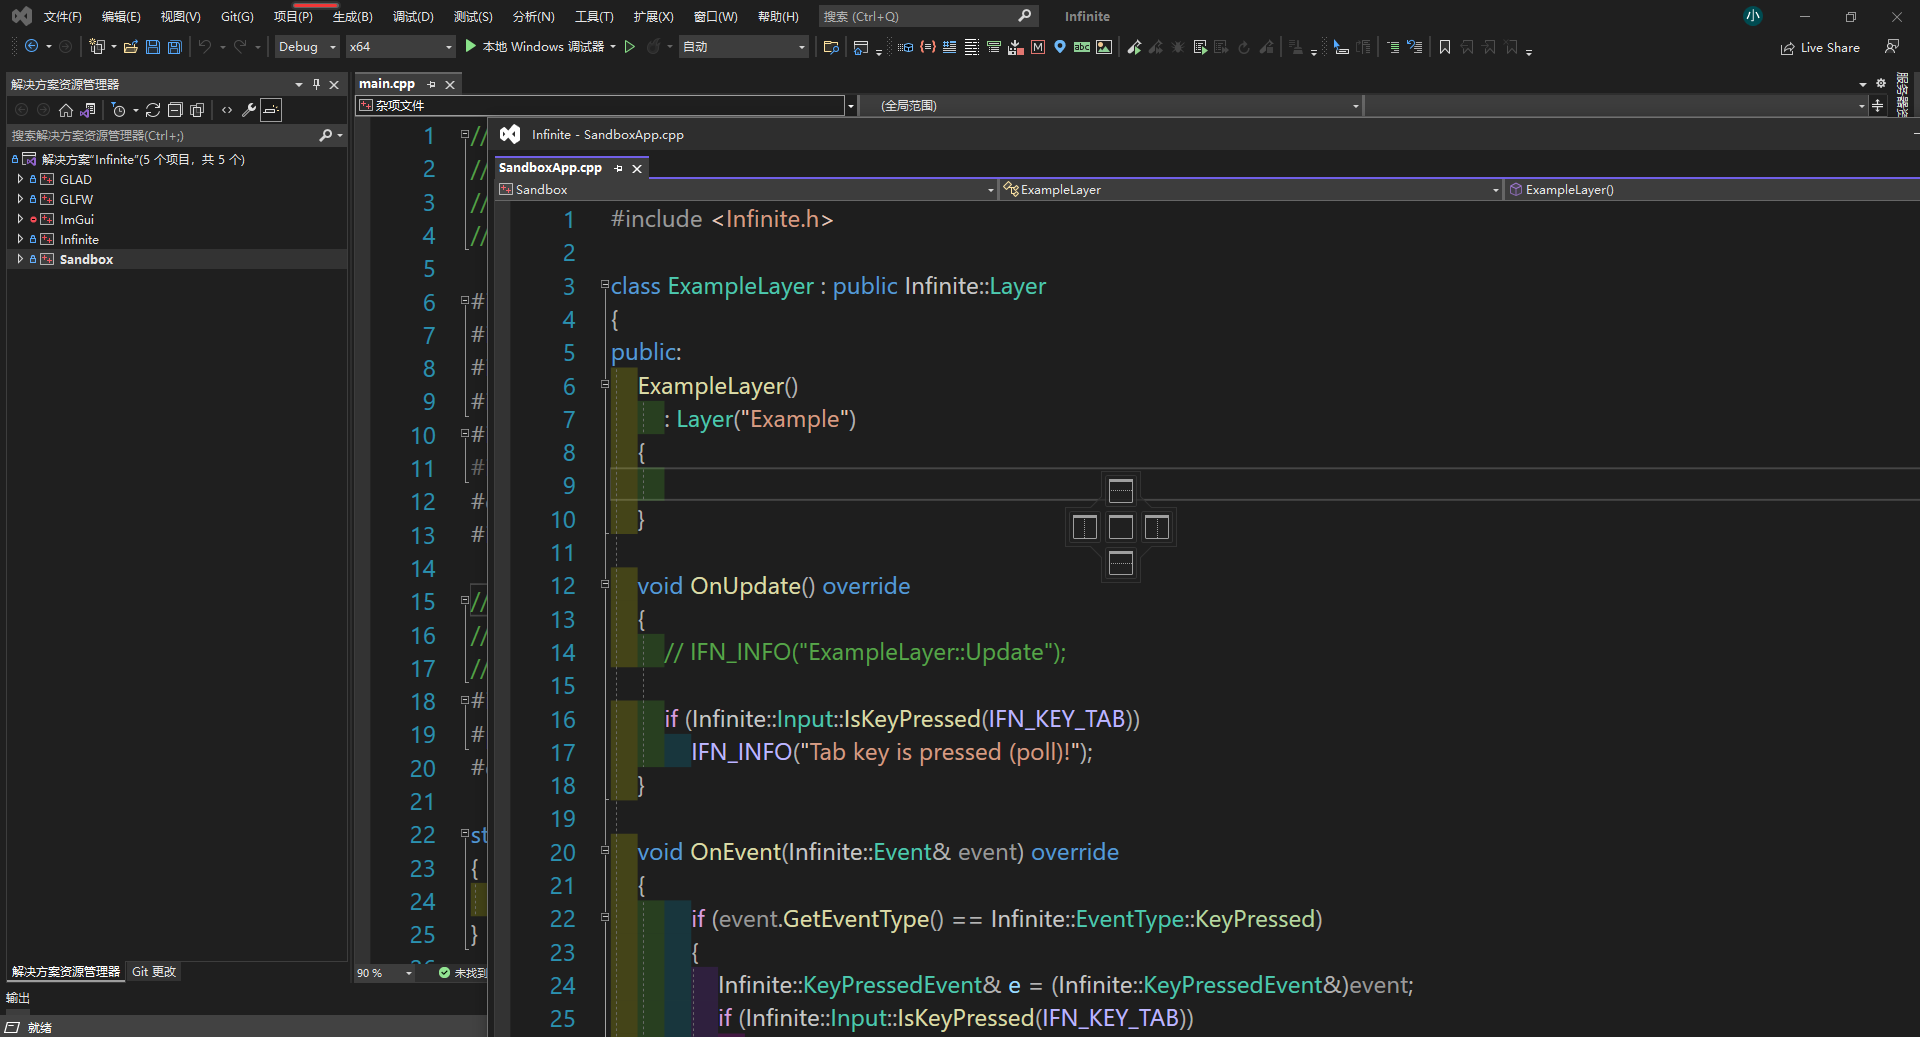 文件(F) 编辑(E) 视图(V) Git(G) 项目(P) 生成(B) 调试(D) 测试(S) 分析(N) 工具(T) 扩展(X) 窗口(W) 帮助(H) 搜索 (Ctrl+Q) Infinite 小
Debug x64 本地 Windows 调试器 自动 Live Share
解决方案资源管理器
搜索解决方案资源管理器(Ctrl+;)
解决方案"Infinite"(5 个项目，共 5 个)
GLAD
GLFW
ImGui
Infinite
Sandbox
解决方案资源管理器 Git 更改
输出
就绪
main.cpp
杂项文件 (全局范围)
1 //
2 //
3 //
4 //
5
6 #
7 #
8 #
9 #
10 #
11 #
12 #
13 #
14
15 //
16 //
17 //
18 #
19 #
20 #
21
22 st
23 {
24
25 }
90 % 未找到
Infinite - SandboxApp.cpp
SandboxApp.cpp
Sandbox ExampleLayer ExampleLayer()
1 #include <Infinite.h>
2
3 class ExampleLayer : public Infinite::Layer
4 {
5 public:
6 ExampleLayer()
7 : Layer("Example")
8 {
9
10 }
11
12 void OnUpdate() override
13 {
14 // IFN_INFO("ExampleLayer::Update");
15
16 if (Infinite::Input::IsKeyPressed(IFN_KEY_TAB))
17 IFN_INFO("Tab key is pressed (poll)!");
18 }
19
20 void OnEvent(Infinite::Event& event) override
21 {
22 if (event.GetEventType() == Infinite::EventType::KeyPressed)
23 {
24 Infinite::KeyPressedEvent& e = (Infinite::KeyPressedEvent&)event;
25 if (Infinite::Input::IsKeyPressed(IFN_KEY_TAB))